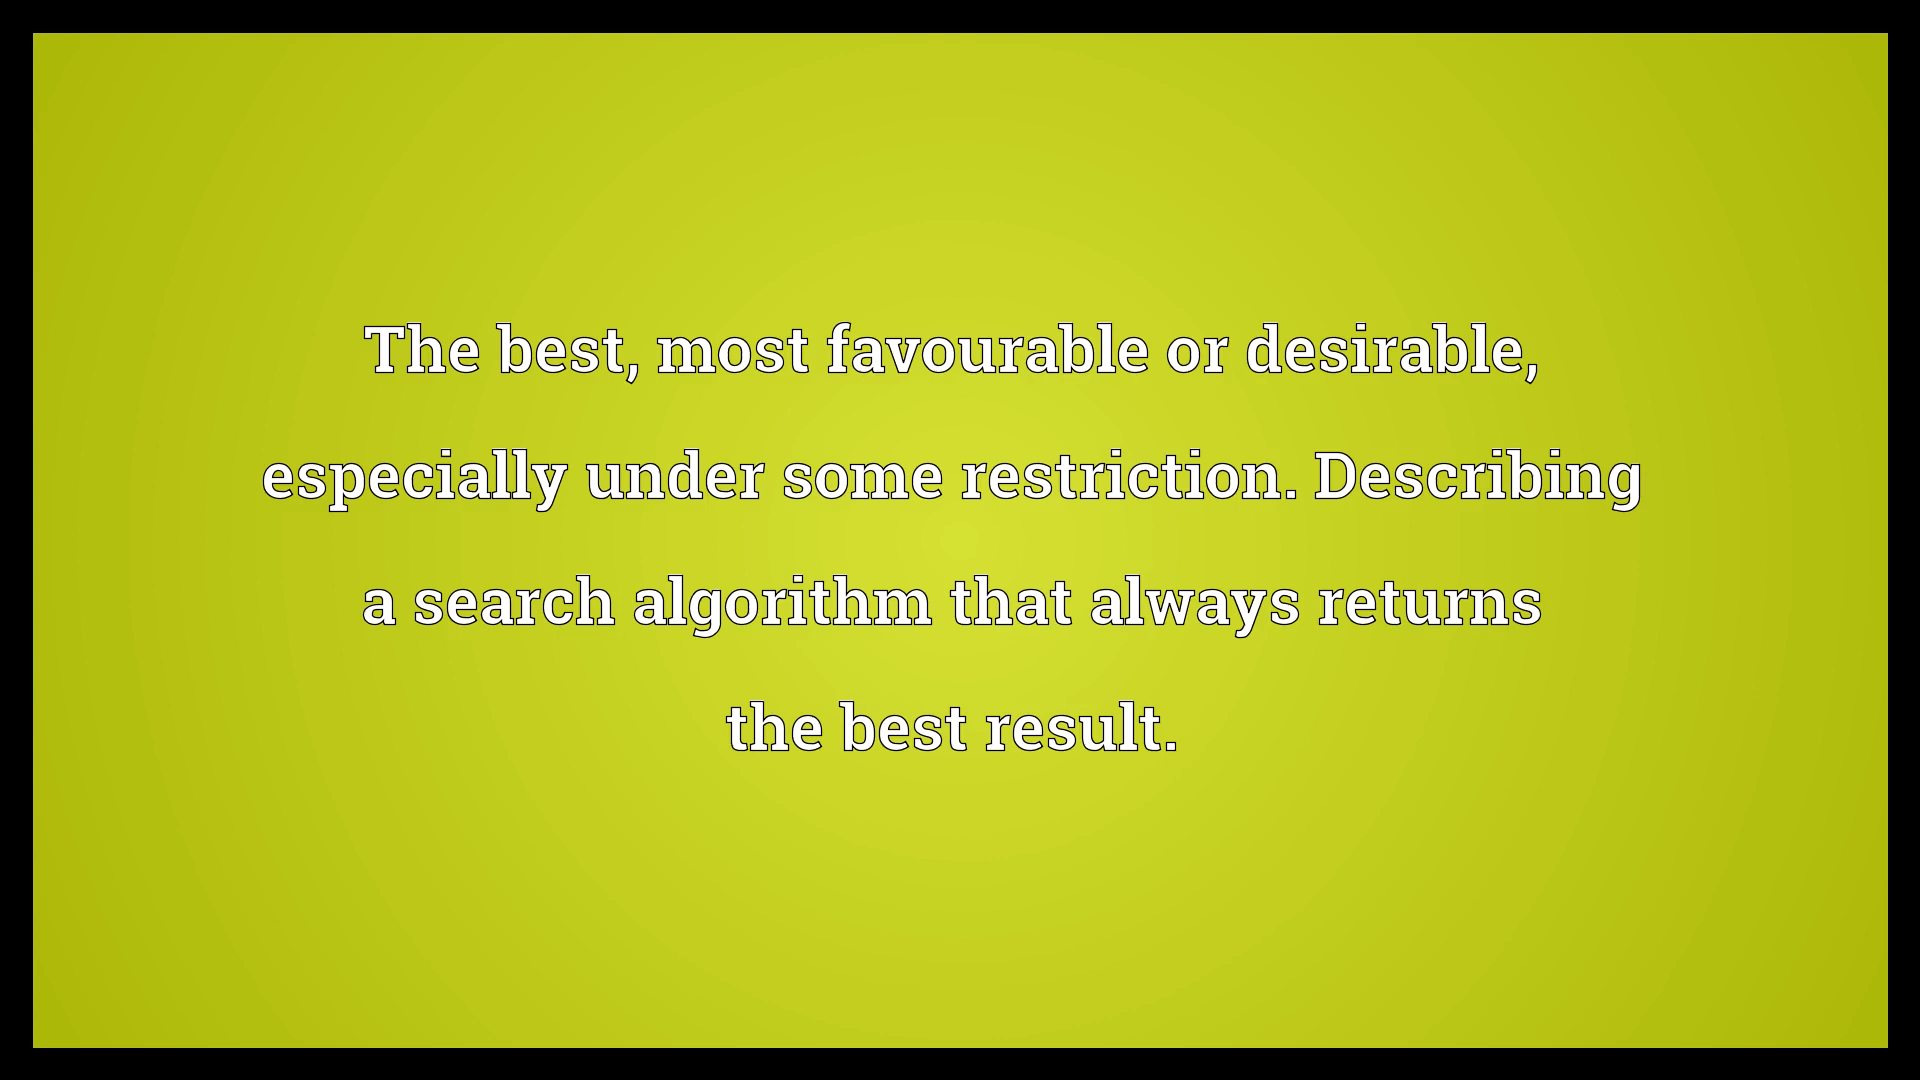 The best, most favourable or desirable,
especially under some restriction. Describing
a search algorithm that always returns
the best result.